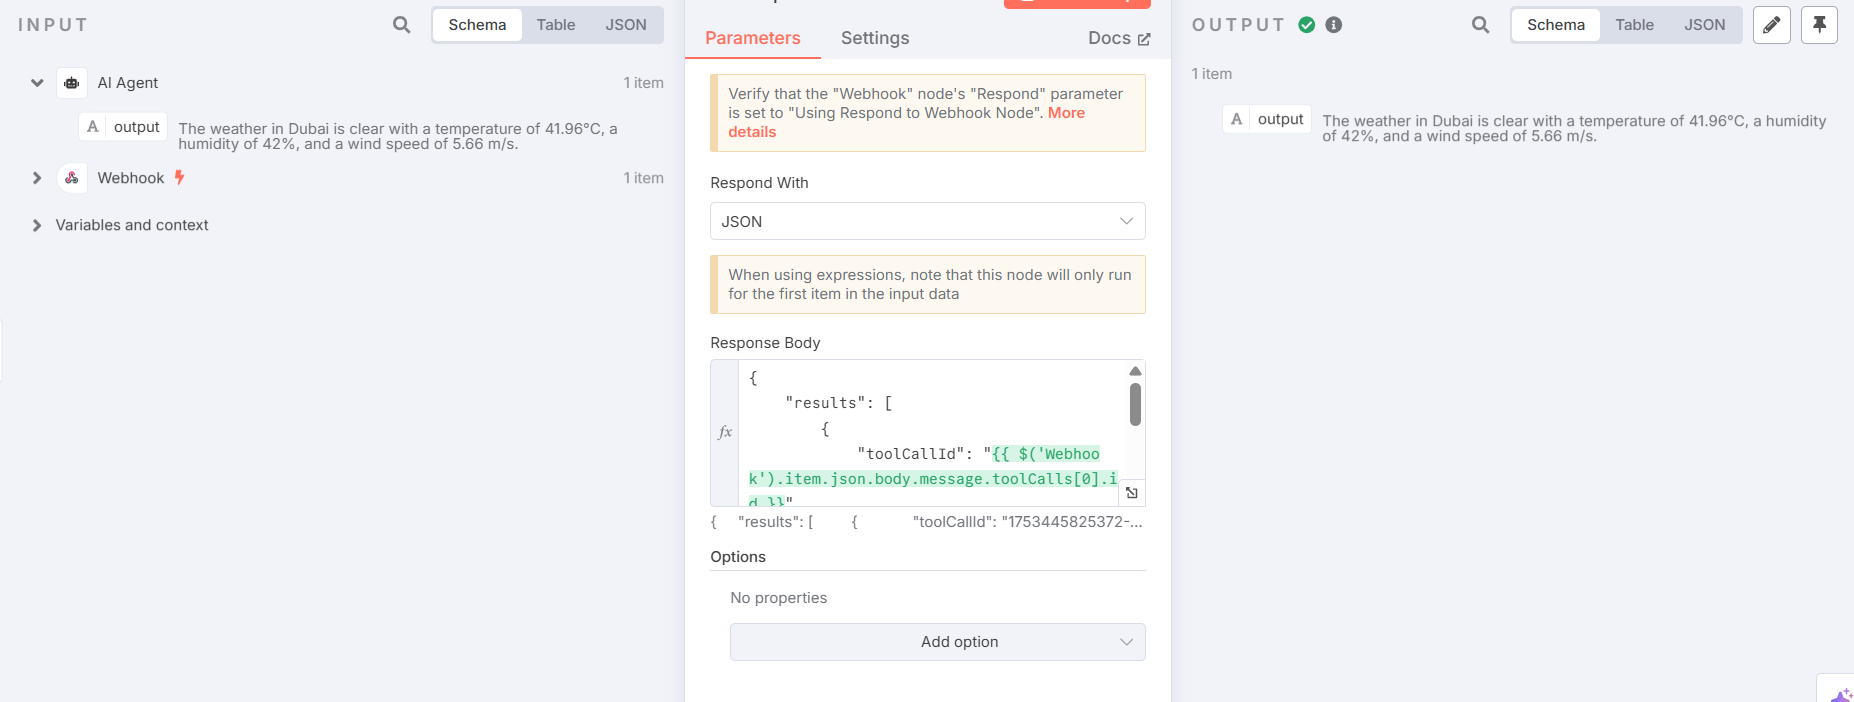 INPUT
Schema
Table
JSON
AI Agent
1 item
A output
The weather in Dubai is clear with a temperature of 41.96°C, a
humidity of 42%, and a wind speed of 5.66 m/s.
Webhook
1 item
Variables and context
Parameters
Settings
Docs
Verify that the "Webhook" node's "Respond" parameter
is set to "Using Respond to Webhook Node". More
details
Respond With
JSON
When using expressions, note that this node will only run
for the first item in the input data
Response Body
fx
{
"results": [
{
"toolCallId": "{{ $('Webhoo
k').item.json.body.message.toolCalls[0].i
d }}"
{ "results": [ { "toolCallId": "1753445825372-...
Options
No properties
Add option
OUTPUT
Schema
Table
JSON
1 item
A output
The weather in Dubai is clear with a temperature of 41.96°C, a humidity
of 42%, and a wind speed of 5.66 m/s.